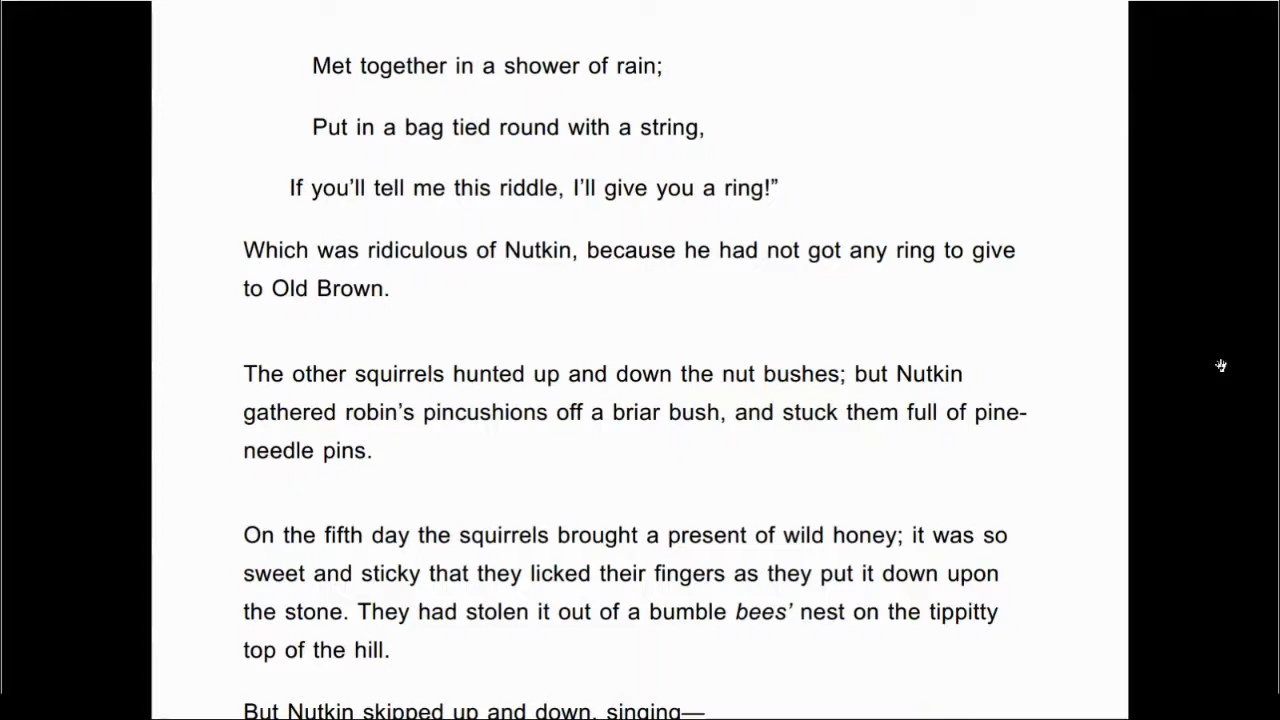 Met together in a shower of rain;
Put in a bag tied round with a string,
If you’ll tell me this riddle, I’ll give you a ring!”
Which was ridiculous of Nutkin, because he had not got any ring to give
to Old Brown.
The other squirrels hunted up and down the nut bushes; but Nutkin
gathered robin’s pincushions off a briar bush, and stuck them full of pine-
needle pins.
On the fifth day the squirrels brought a present of wild honey; it was so
sweet and sticky that they licked their fingers as they put it down upon
the stone. They had stolen it out of a bumble bees’ nest on the tippitty
top of the hill.
But Nutkin skipped up and down, singing—